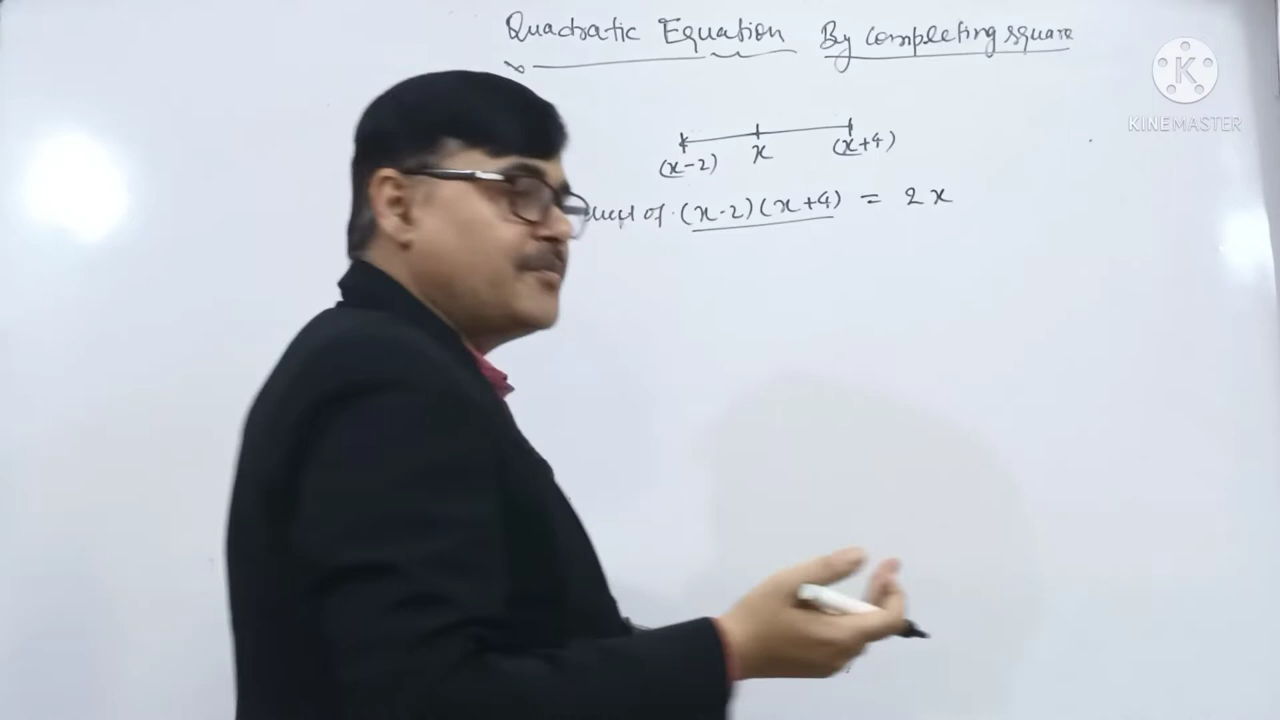 Quadratic Equation By completing square
K
KINEMASTER
(x-2) x (x+4)
of (x-2)(x+4) = 2x